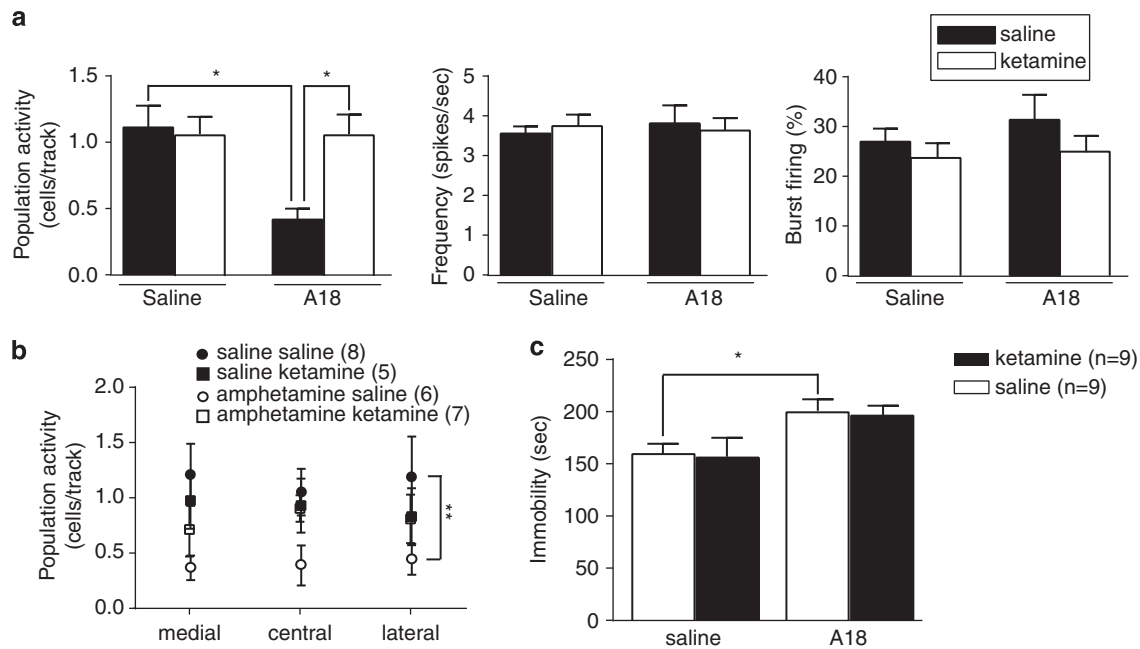 a
saline
ketamine
Population activity
(cells/track)
1.5
1.0
0.5
0.0
*
*
Saline
A18
Frequency (spikes/sec)
5
4
3
2
1
0
Saline
A18
Burst firing (%)
40
30
20
10
0
Saline
A18
b
saline saline (8)
saline ketamine (5)
amphetamine saline (6)
amphetamine ketamine (7)
Population activity
(cells/track)
2.0
1.5
1.0
0.5
0.0
**
medial
central
lateral
c
ketamine (n=9)
saline (n=9)
Immobility (sec)
250
200
150
100
50
0
*
saline
A18